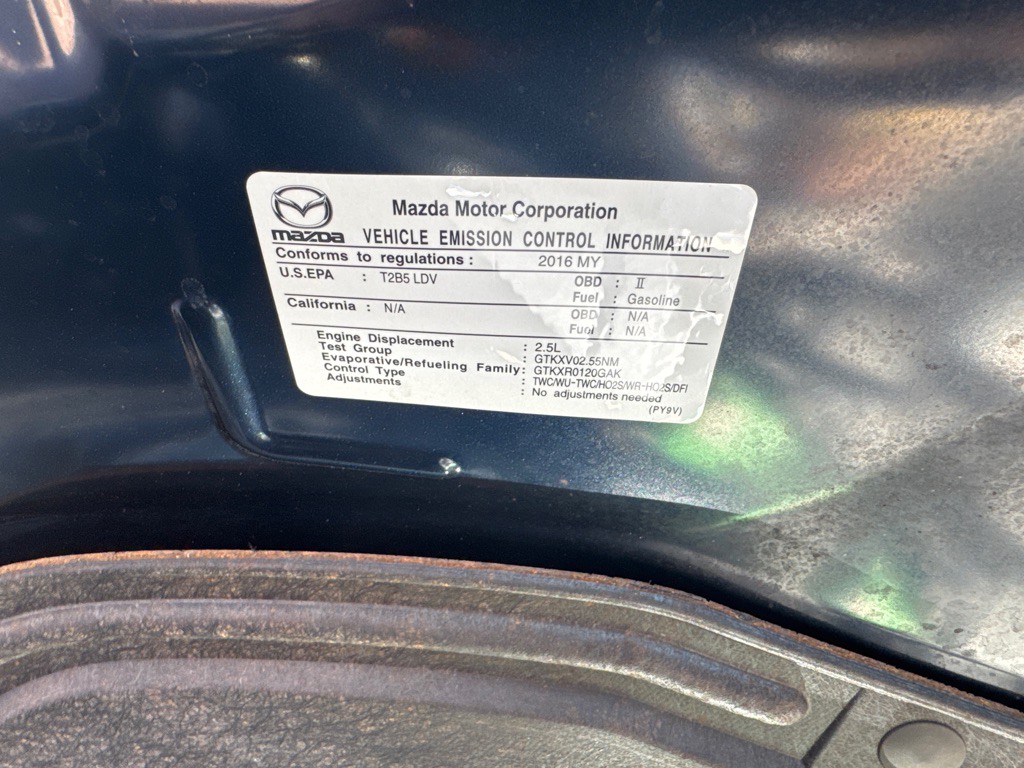 Mazda Motor Corporation
mazda VEHICLE EMISSION CONTROL INFORMATION
Conforms to regulations : 2016 MY
U.S.EPA : T2B5 LDV OBD : II
Fuel : Gasoline
California : N/A OBD : N/A
Fuel : N/A
Engine Displacement : 2.5L
Test Group : GTKXV02.55NM
Evaporative/Refueling Family: GTKXR0120GAK
Control Type : TWC/WU-TWC/HO2S/WR-HO2S/DFI
Adjustments : No adjustments needed
(PY9V)